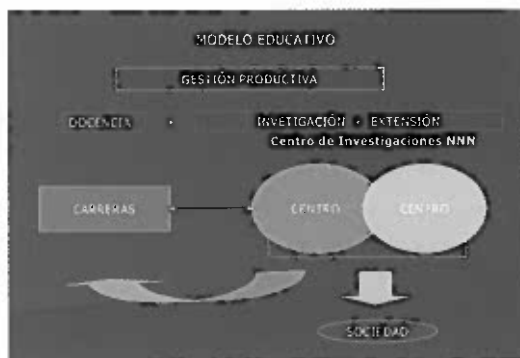 MODELO EDUCATIVO
GESTIÓN PRODUCTIVA
DOCENCIA • INVETIGACIÓN - EXTENSIÓN
Centro de Investigaciones NNN
CARRERAS CENTRO CENTRO
SOCIEDAD